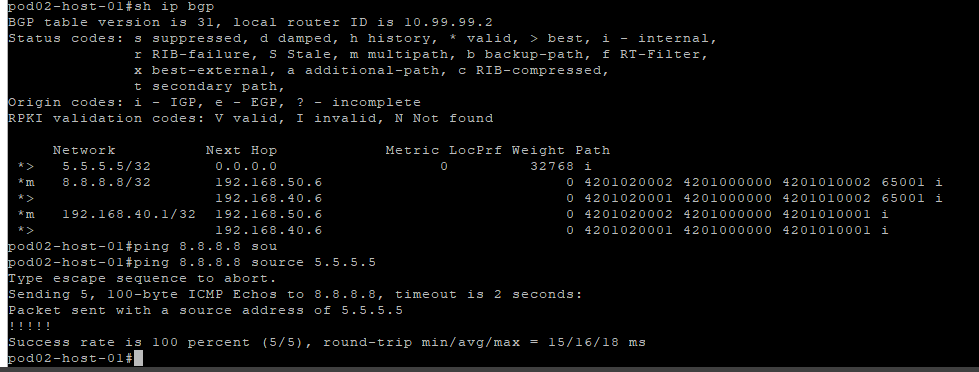 pod02-host-01#sh ip bgp
BGP table version is 31, local router ID is 10.99.99.2
Status codes: s suppressed, d damped, h history, * valid, > best, i - internal,
              r RIB-failure, S Stale, m multipath, b backup-path, f RT-Filter,
              x best-external, a additional-path, c RIB-compressed,
              t secondary path,
Origin codes: i - IGP, e - EGP, ? - incomplete
RPKI validation codes: V valid, I invalid, N Not found

     Network          Next Hop            Metric LocPrf Weight Path
 *>   5.5.5.5/32       0.0.0.0                  0         32768 i
 *m   8.8.8.8/32       192.168.50.6                           0 4201020002 4201000000 4201010002 65001 i
 *>                    192.168.40.6                           0 4201020001 4201000000 4201010002 65001 i
 *m   192.168.40.1/32  192.168.50.6                           0 4201020002 4201000000 4201010001 i
 *>                    192.168.40.6                           0 4201020001 4201000000 4201010001 i
pod02-host-01#ping 8.8.8.8 sou
pod02-host-01#ping 8.8.8.8 source 5.5.5.5
Type escape sequence to abort.
Sending 5, 100-byte ICMP Echos to 8.8.8.8, timeout is 2 seconds:
Packet sent with a source address of 5.5.5.5
!!!!!
Success rate is 100 percent (5/5), round-trip min/avg/max = 15/16/18 ms
pod02-host-01#